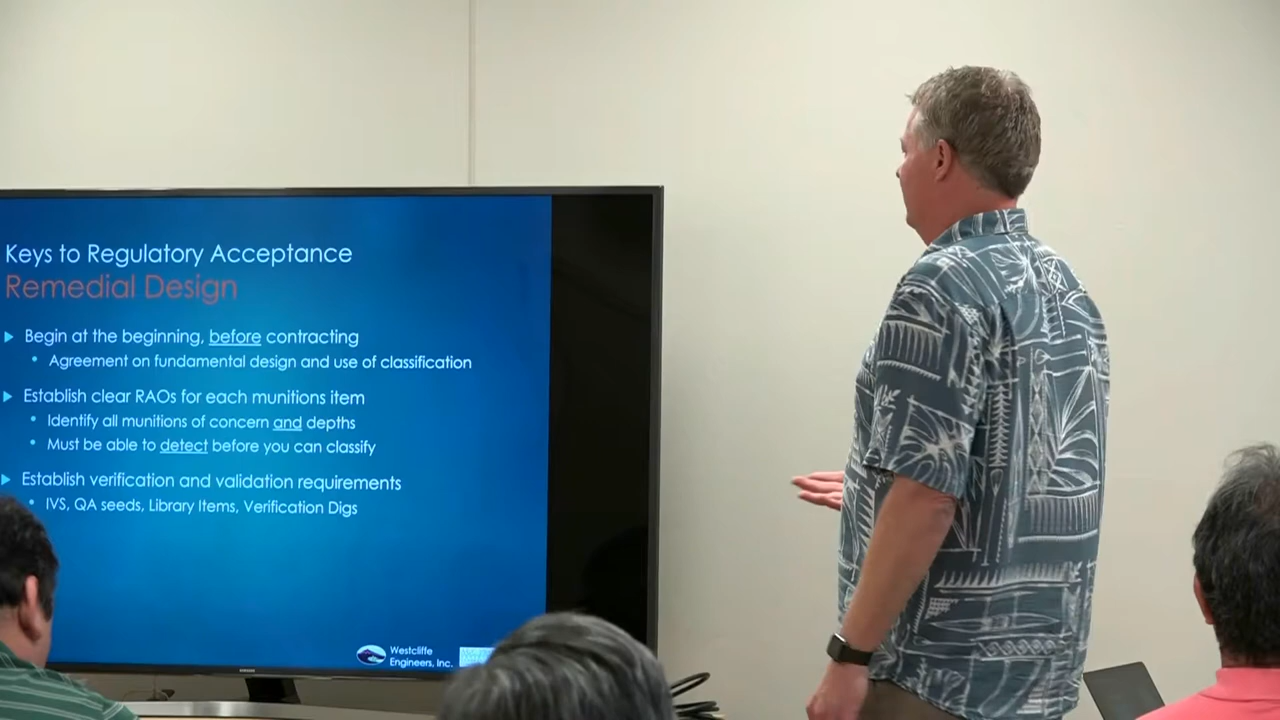 Keys to Regulatory Acceptance
Remedial Design
Begin at the beginning, before contracting
Agreement on fundamental design and use of classification
Establish clear RAOs for each munitions item
Identify all munitions of concern and depths
Must be able to detect before you can classify
Establish verification and validation requirements
IVS, QA seeds, Library Items, Verification Digs
Westcliffe
Engineers, Inc.
SAMSUNG